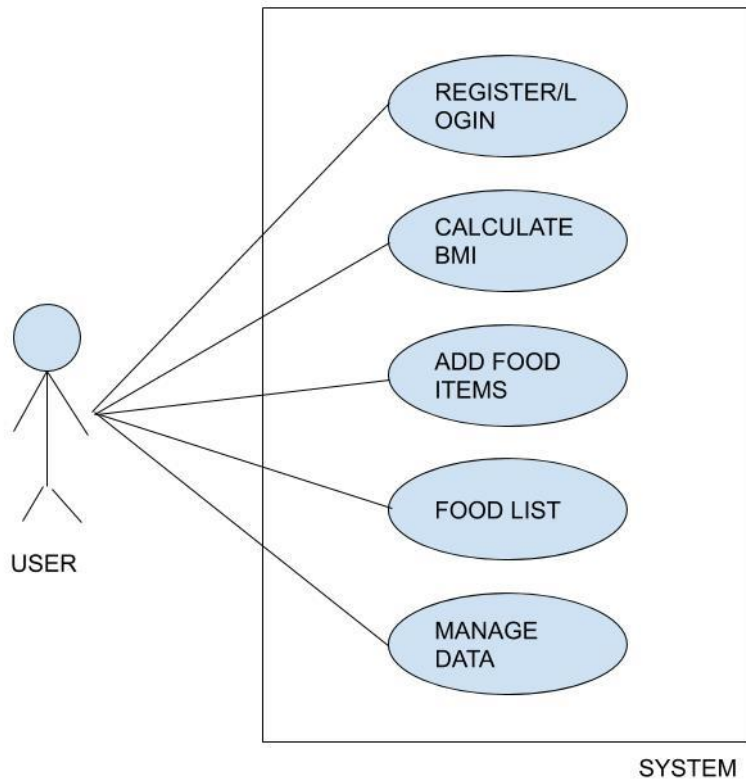 REGISTER/L
OGIN
CALCULATE
BMI
ADD FOOD
ITEMS
FOOD LIST
USER
MANAGE
DATA
SYSTEM